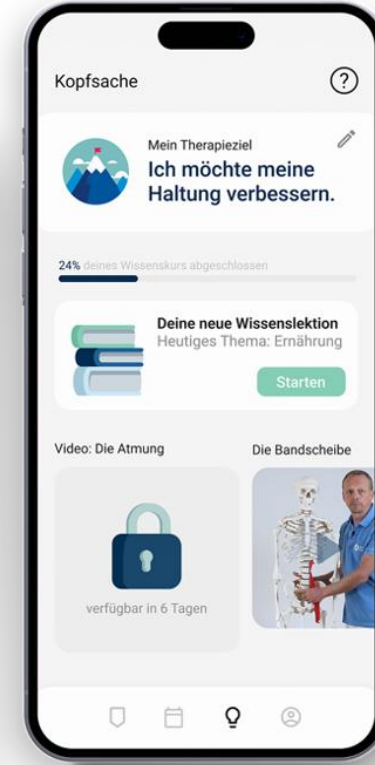 Kopfsache
?
Mein Therapieziel
Ich möchte meine
Haltung verbessern.
24% deines Wissenskurs abgeschlossen
Deine neue Wissenslektion
Heutiges Thema: Ernährung
Starten
Video: Die Atmung
Die Bandscheibe
verfügbar in 6 Tagen